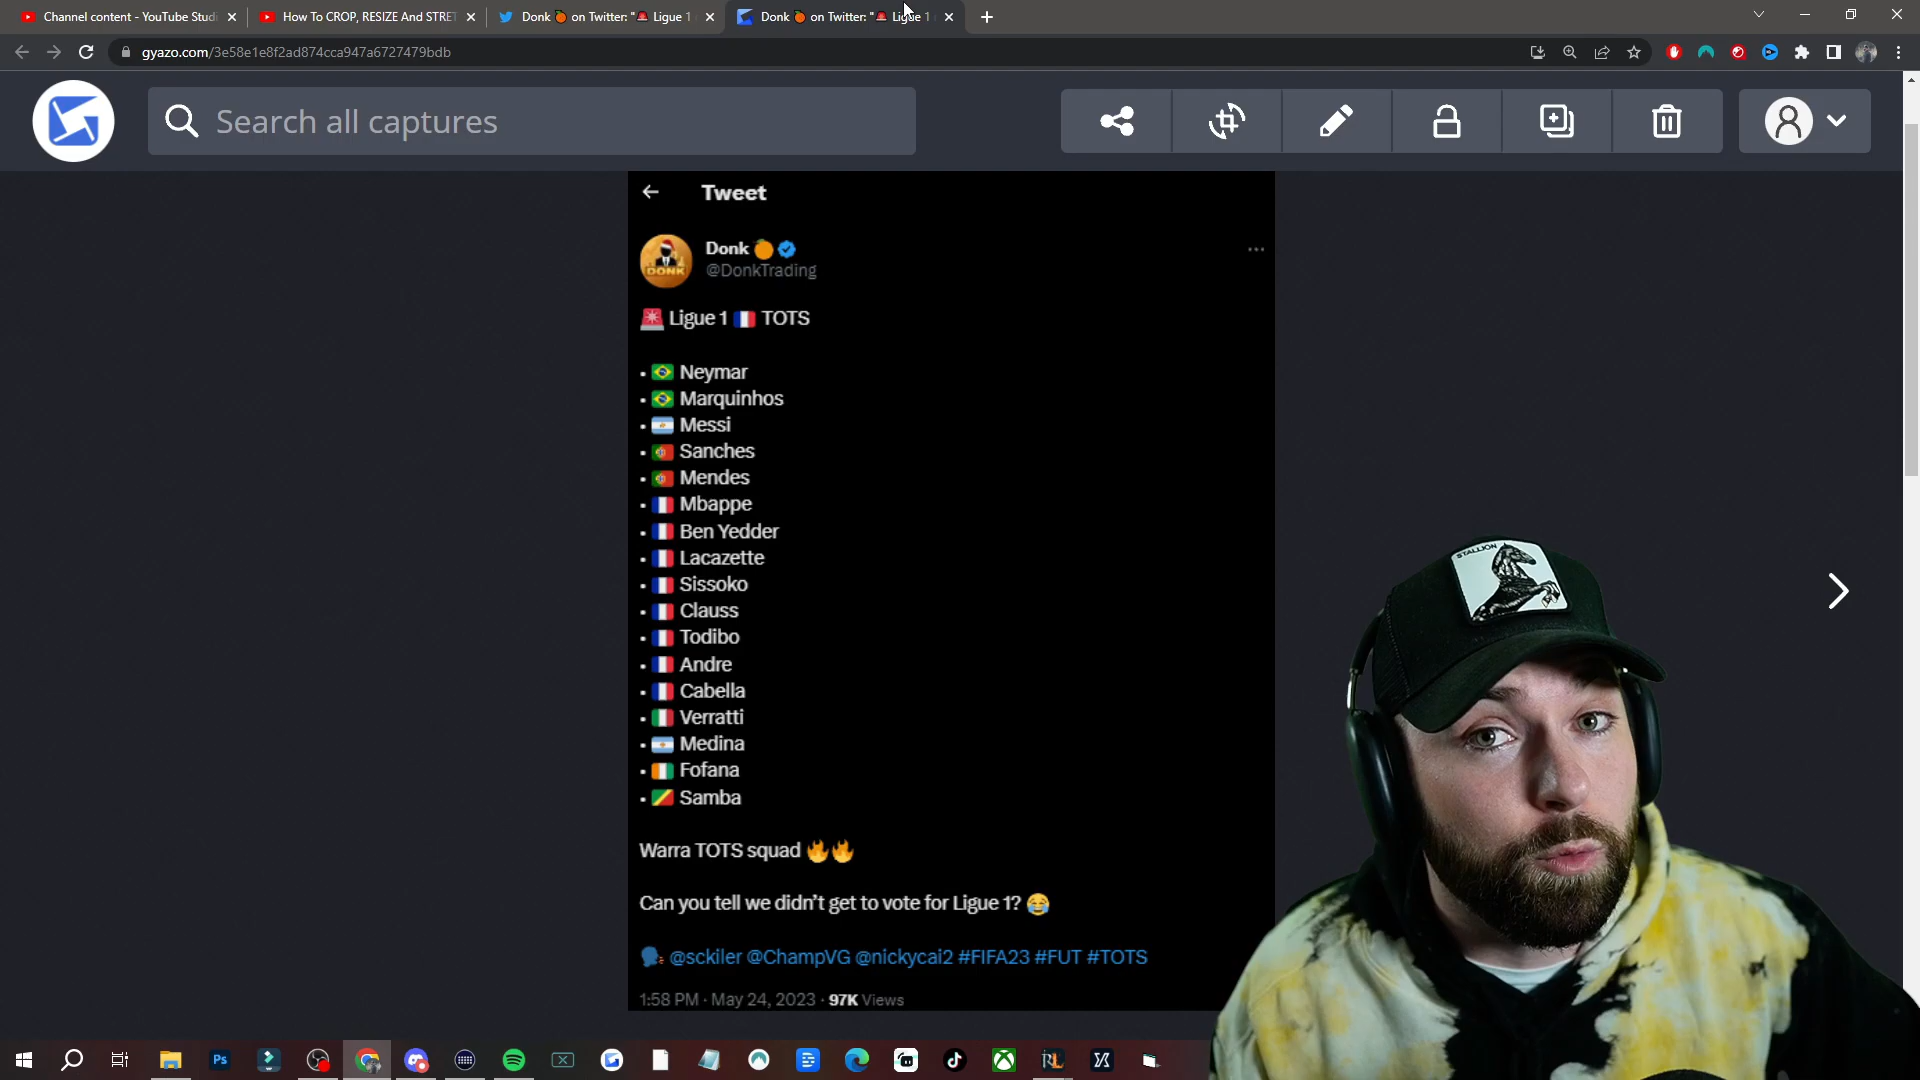 Channel content - YouTube Studi
How To CROP, RESIZE And STRET
Donk on Twitter: " Ligue 1
Donk on Twitter: " Ligue 1
gyazo.com/3e58e1e8f2ad874cca947a6727479bdb
Search all captures
Tweet
Donk
@DonkTrading
DONK
Ligue 1 TOTS
• Neymar
• Marquinhos
• Messi
• Sanches
• Mendes
• Mbappe
• Ben Yedder
• Lacazette
• Sissoko
• Clauss
• Todibo
• Andre
• Cabella
• Verratti
• Medina
• Fofana
• Samba
Warra TOTS squad
Can you tell we didn't get to vote for Ligue 1?
@sckiler @ChampVG @nickycai2 #FIFA23 #FUT #TOTS
1:58 PM · May 24, 2023 · 97K Views
STALLION
Ps
RL